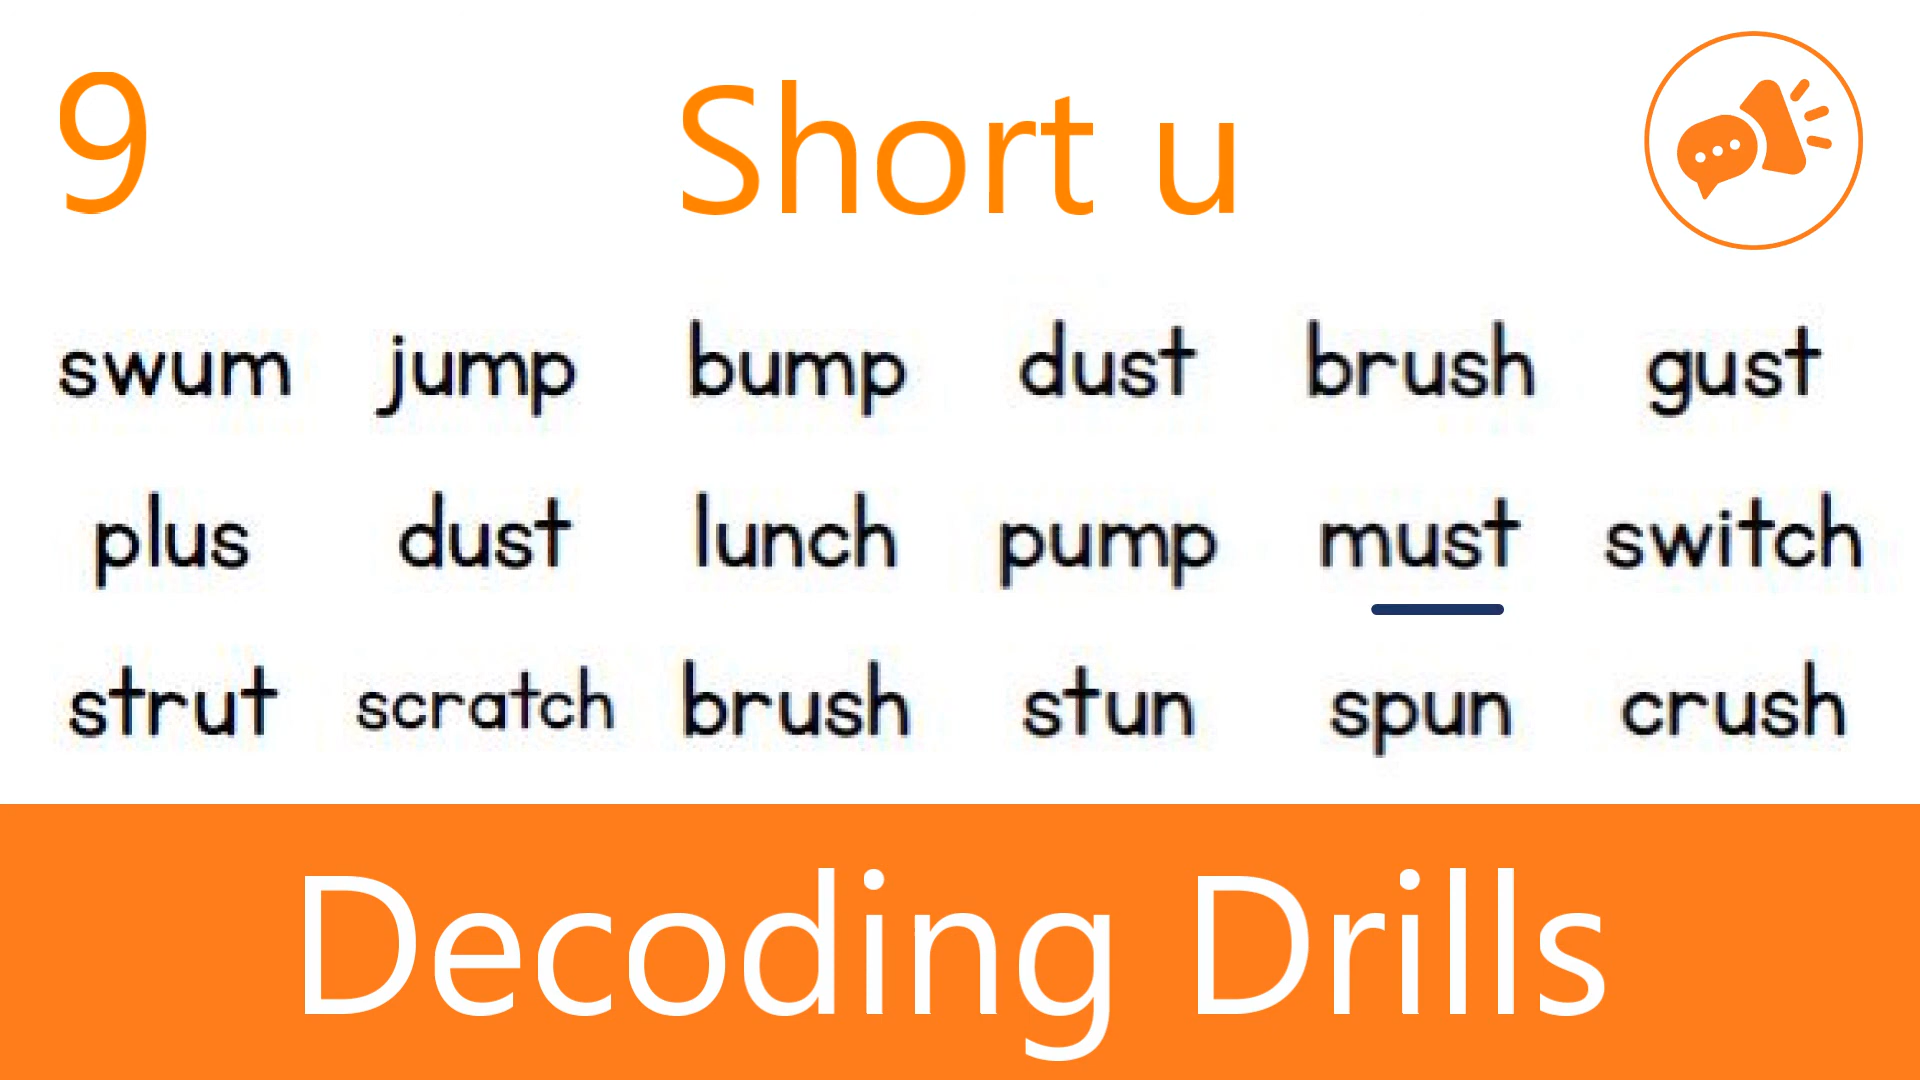 9 Short u
swum jump bump dust brush gust
plus dust lunch pump must switch
strut scratch brush stun spun crush
Decoding Drills